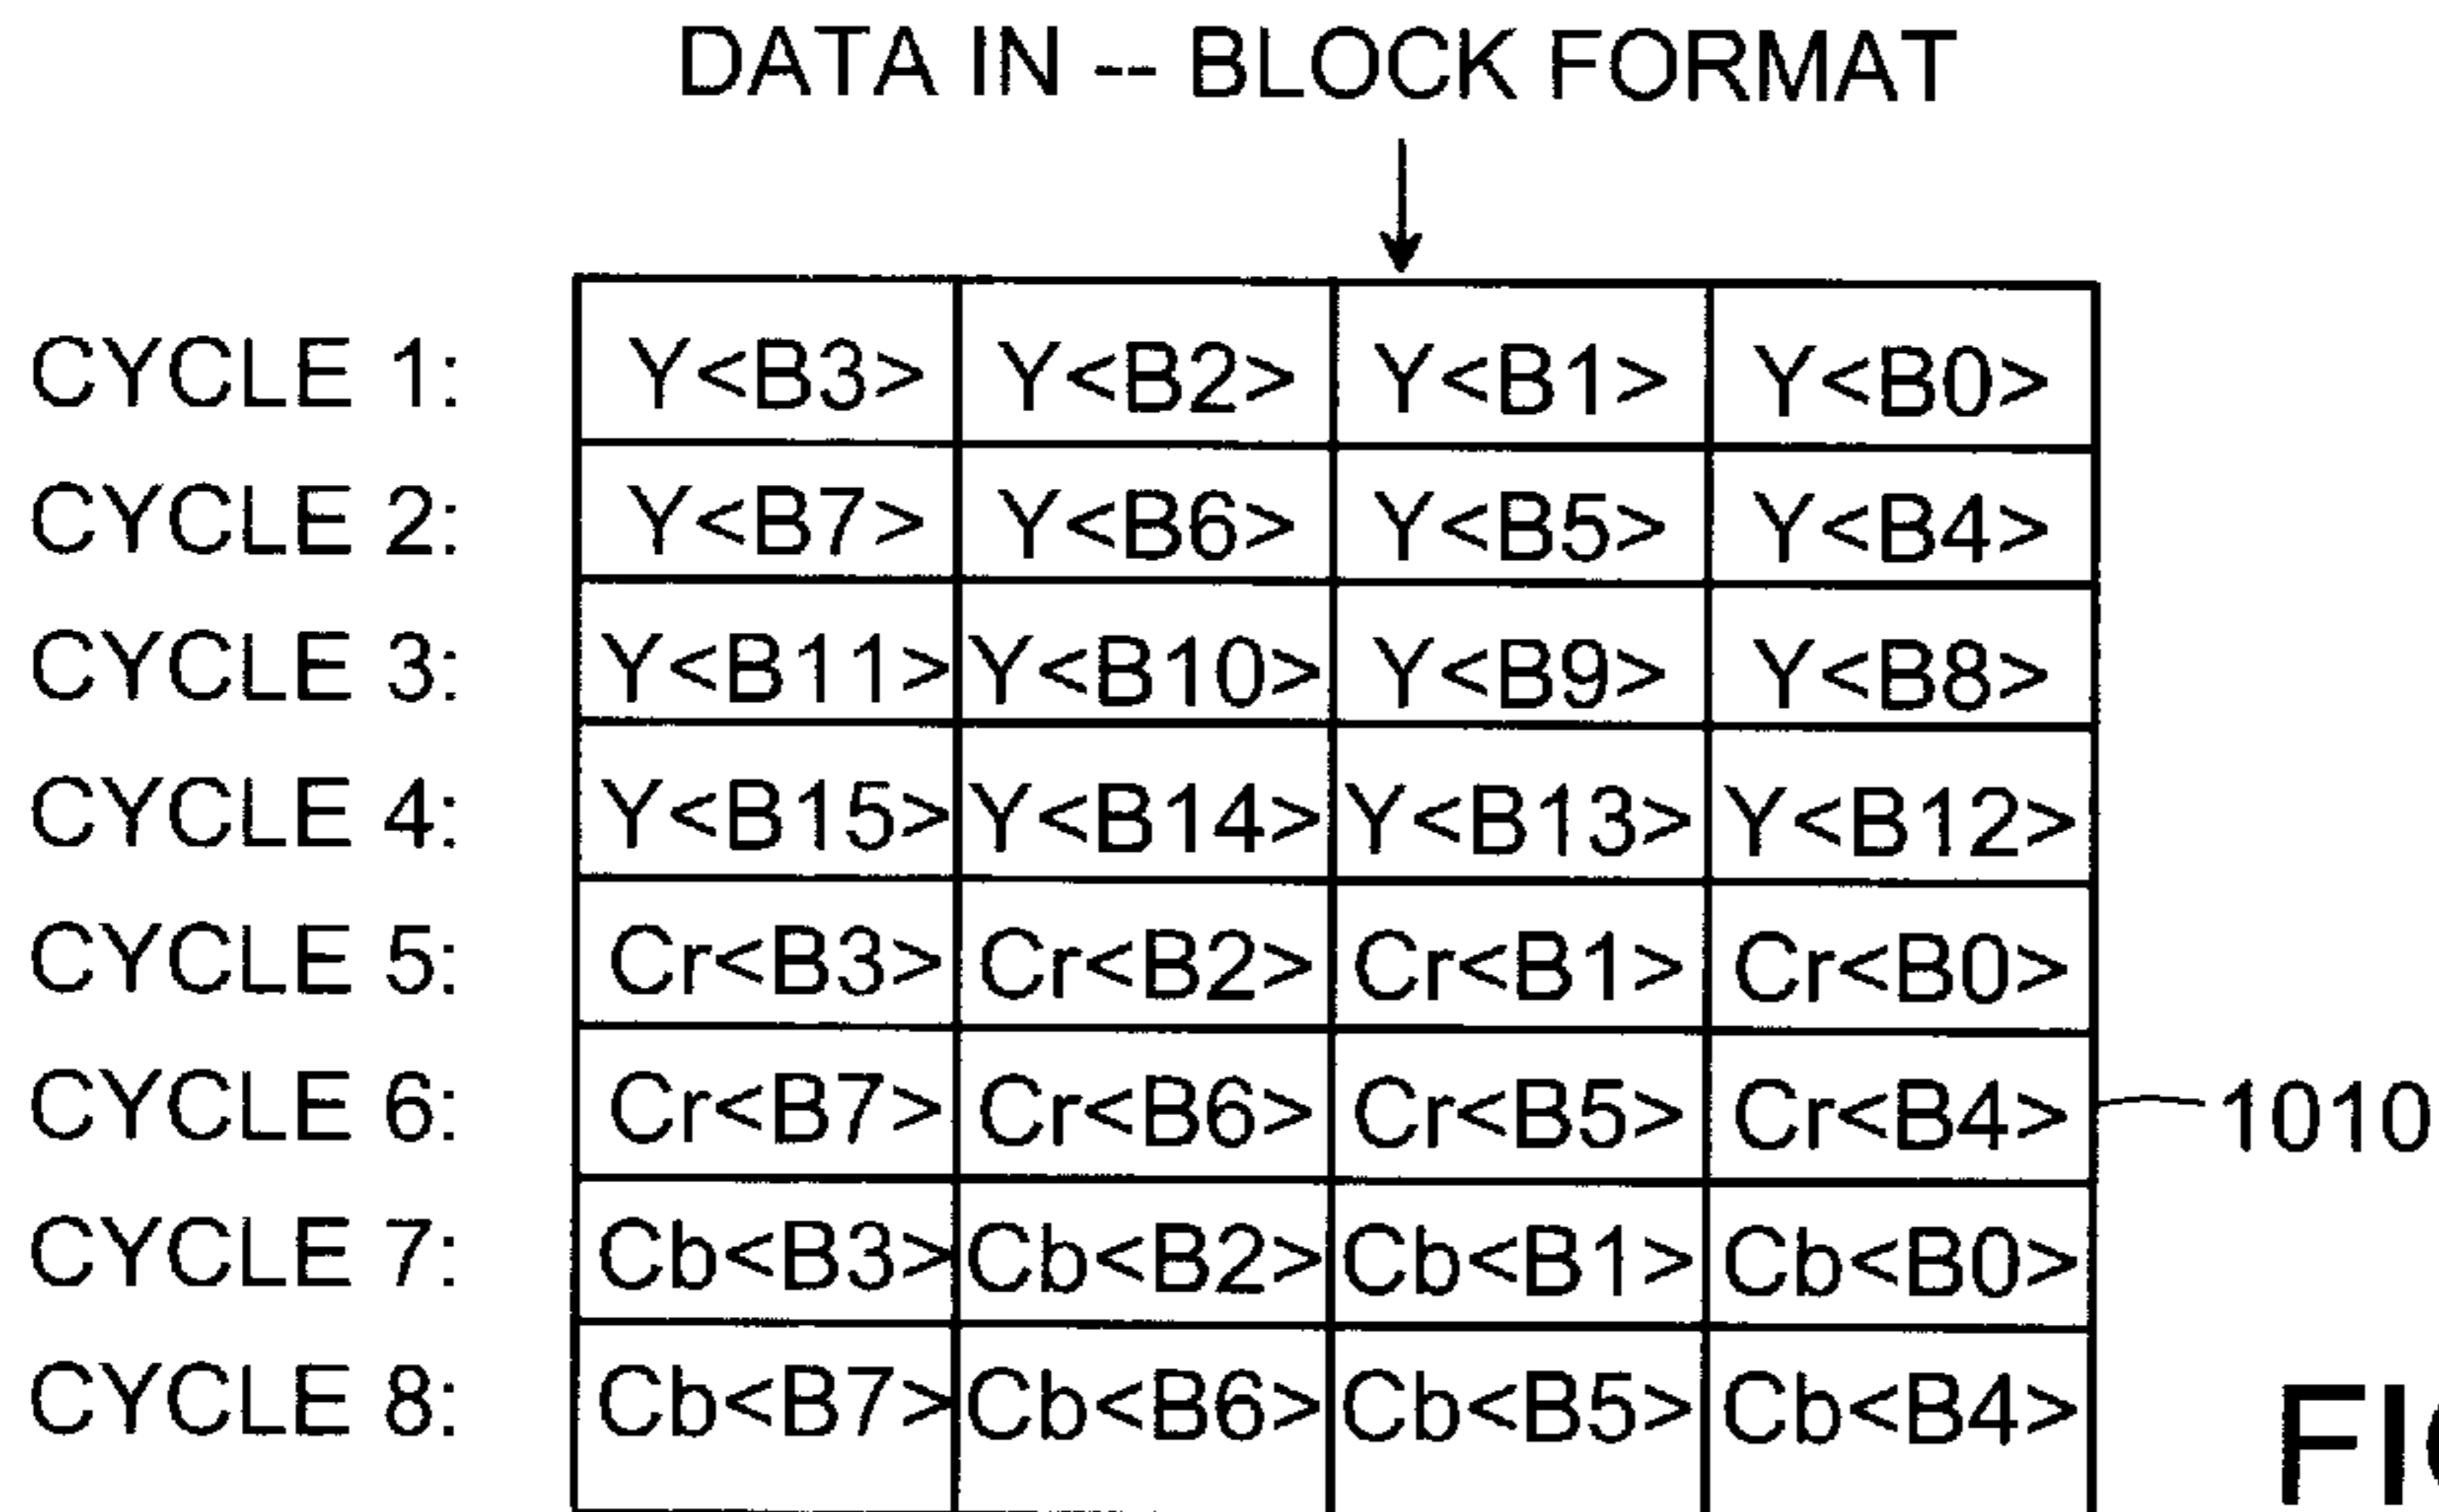 DATA IN -- BLOCK FORMAT
CYCLE 1: Y<B3> Y<B2> Y<B1> Y<B0>
CYCLE 2: Y<B7> Y<B6> Y<B5> Y<B4>
CYCLE 3: Y<B11> Y<B10> Y<B9> Y<B8>
CYCLE 4: Y<B15> Y<B14> Y<B13> Y<B12>
CYCLE 5: Cr<B3> Cr<B2> Cr<B1> Cr<B0>
CYCLE 6: Cr<B7> Cr<B6> Cr<B5> Cr<B4> 1010
CYCLE 7: Cb<B3> Cb<B2> Cb<B1> Cb<B0>
CYCLE 8: Cb<B7> Cb<B6> Cb<B5> Cb<B4>